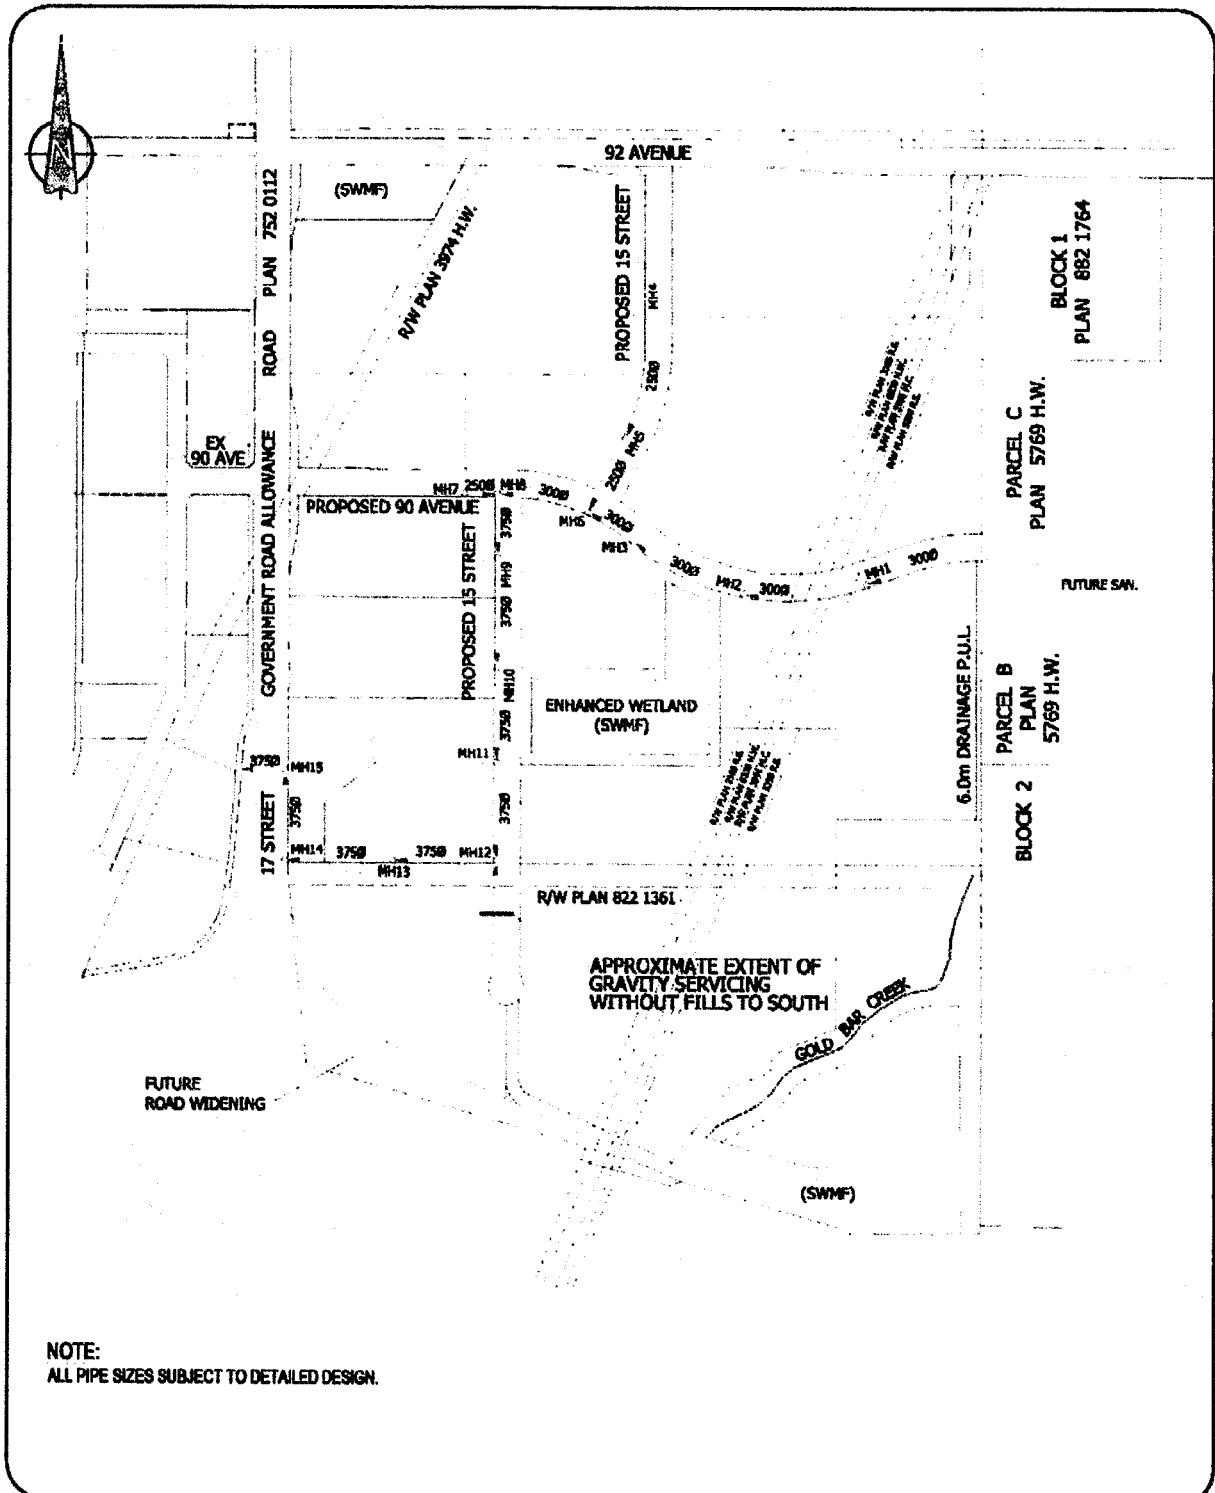 N
92 AVENUE
(SWMF)
ROAD PLAN 752 0112
GOVERNMENT ROAD ALLOWANCE
R/W PLAN 3974 H.W.
PROPOSED 15 STREET
MH4
250Ø
MH5
250Ø
BLOCK 1
PLAN 882 1764
PARCEL C
PLAN 5769 H.W.
EX
90 AVE
MH7
250Ø
MH8
300Ø
MH6
300Ø
MH3
300Ø
MH2
300Ø
MH1
300Ø
PROPOSED 90 AVENUE
PROPOSED 15 STREET
375Ø
MH9
375Ø
MH10
375Ø
MH11
375Ø
MH12
FUTURE SAN.
6.0m DRAINAGE P.U.L.
PARCEL B
PLAN
5769 H.W.
BLOCK 2
ENHANCED WETLAND
(SWMF)
375Ø
MH15
17 STREET
375Ø
MH14
375Ø
MH13
375Ø
R/W PLAN 822 1361
APPROXIMATE EXTENT OF
GRAVITY SERVICING
WITHOUT FILLS TO SOUTH
GOLD BAR CREEK
FUTURE
ROAD WIDENING
(SWMF)
NOTE:
ALL PIPE SIZES SUBJECT TO DETAILED DESIGN.